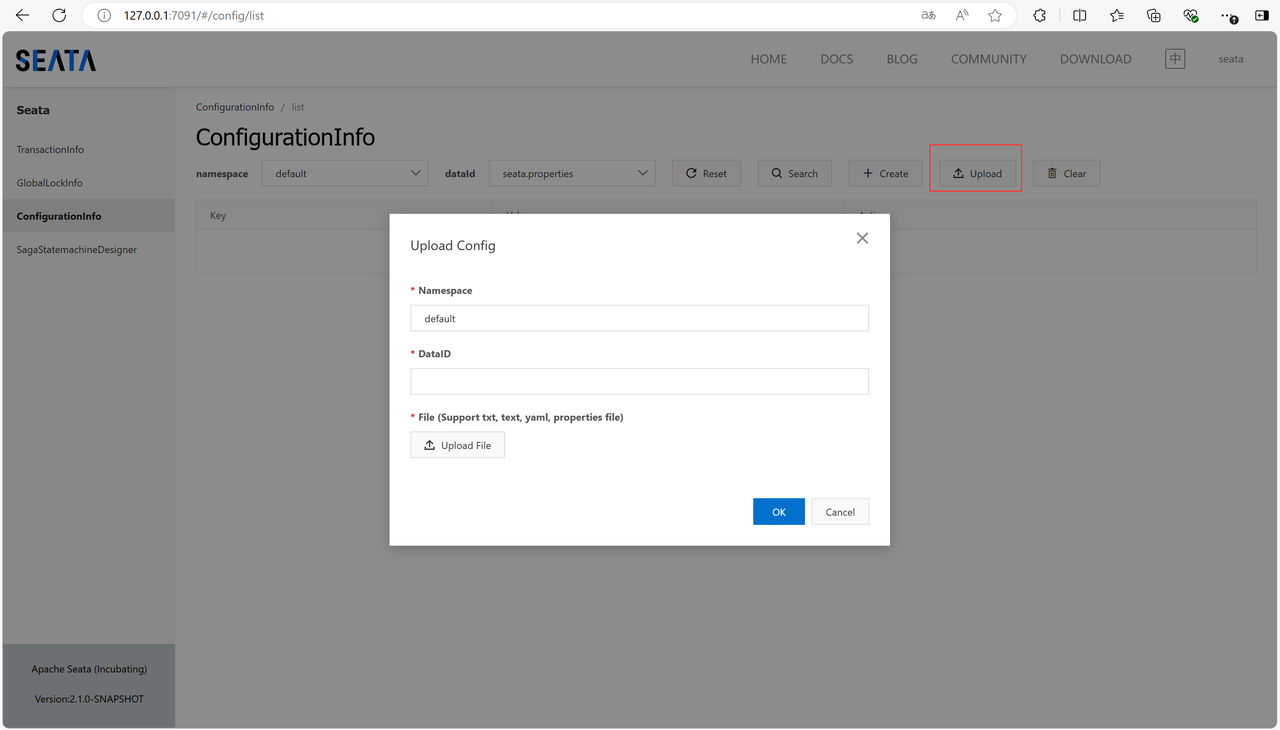 127.0.0.1:7091/#/config/list
SEATA
HOME DOCS BLOG COMMUNITY DOWNLOAD 中 seata
Seata
TransactionInfo
GlobalLockInfo
ConfigurationInfo
SagaStatemachineDesigner
Apache Seata (Incubating)
Version:2.1.0-SNAPSHOT
ConfigurationInfo / list
ConfigurationInfo
namespace default dataId seata.properties Reset Search Create Upload Clear
Key
Upload Config
* Namespace
default
* DataID
* File (Support txt, text, yaml, properties file)
Upload File
OK Cancel